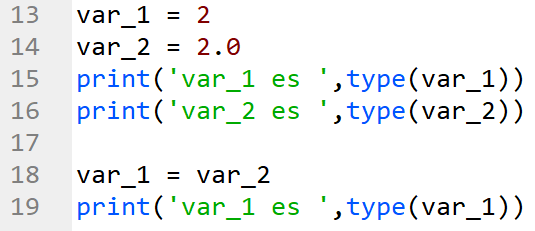 13 var_1 = 2
14 var_2 = 2.0
15 print('var_1 es ',type(var_1))
16 print('var_2 es ',type(var_2))
17
18 var_1 = var_2
19 print('var_1 es ',type(var_1))